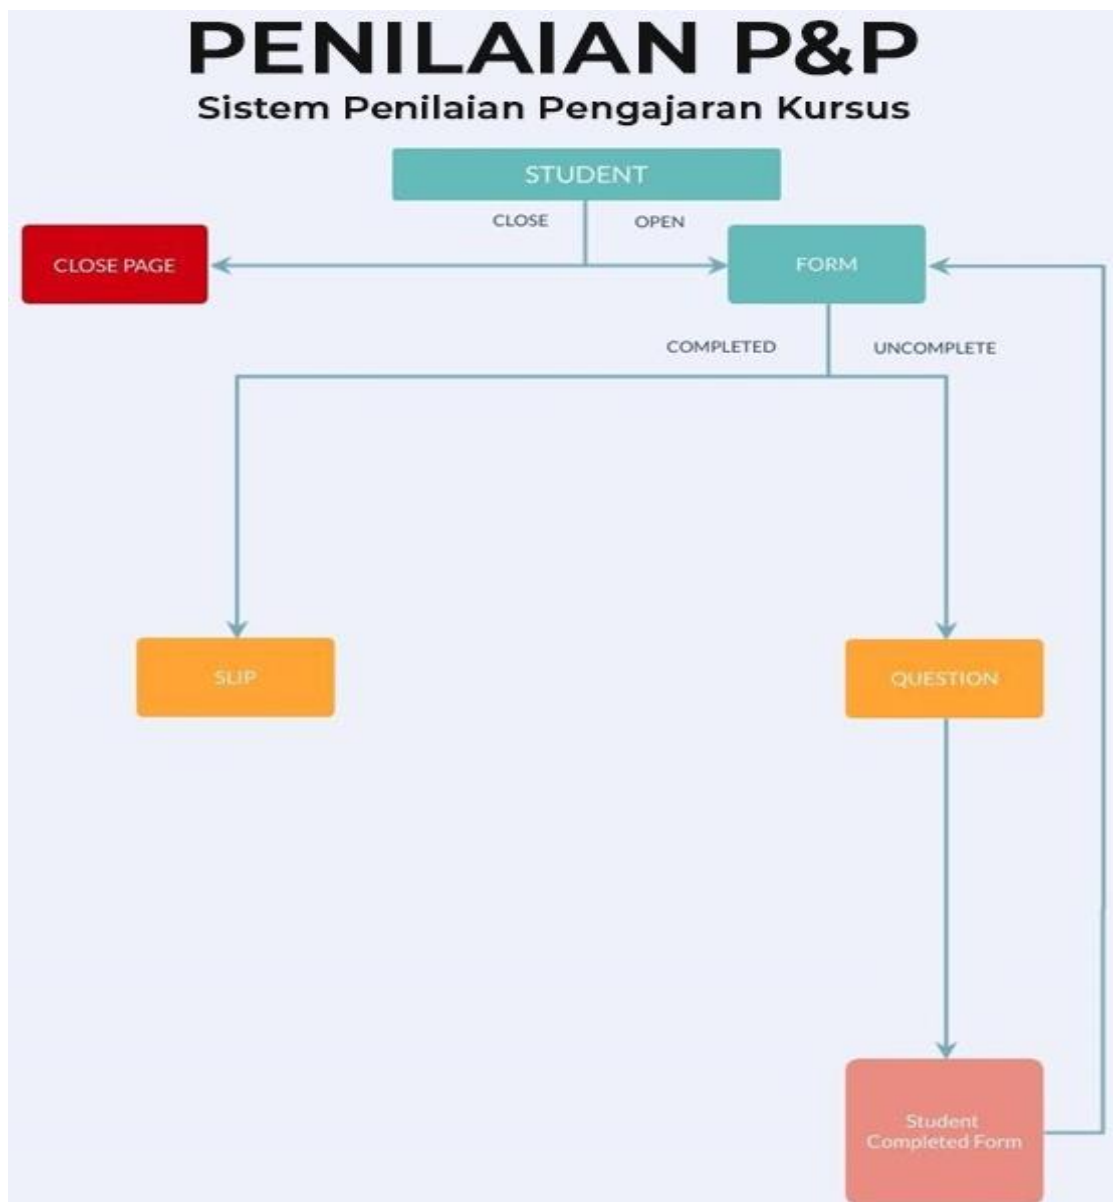 PENILAIAN P&P
Sistem Penilaian Pengajaran Kursus
STUDENT
CLOSE
OPEN
CLOSE PAGE
FORM
COMPLETED
UNCOMPLETE
SLIP
QUESTION
Student
Completed Form